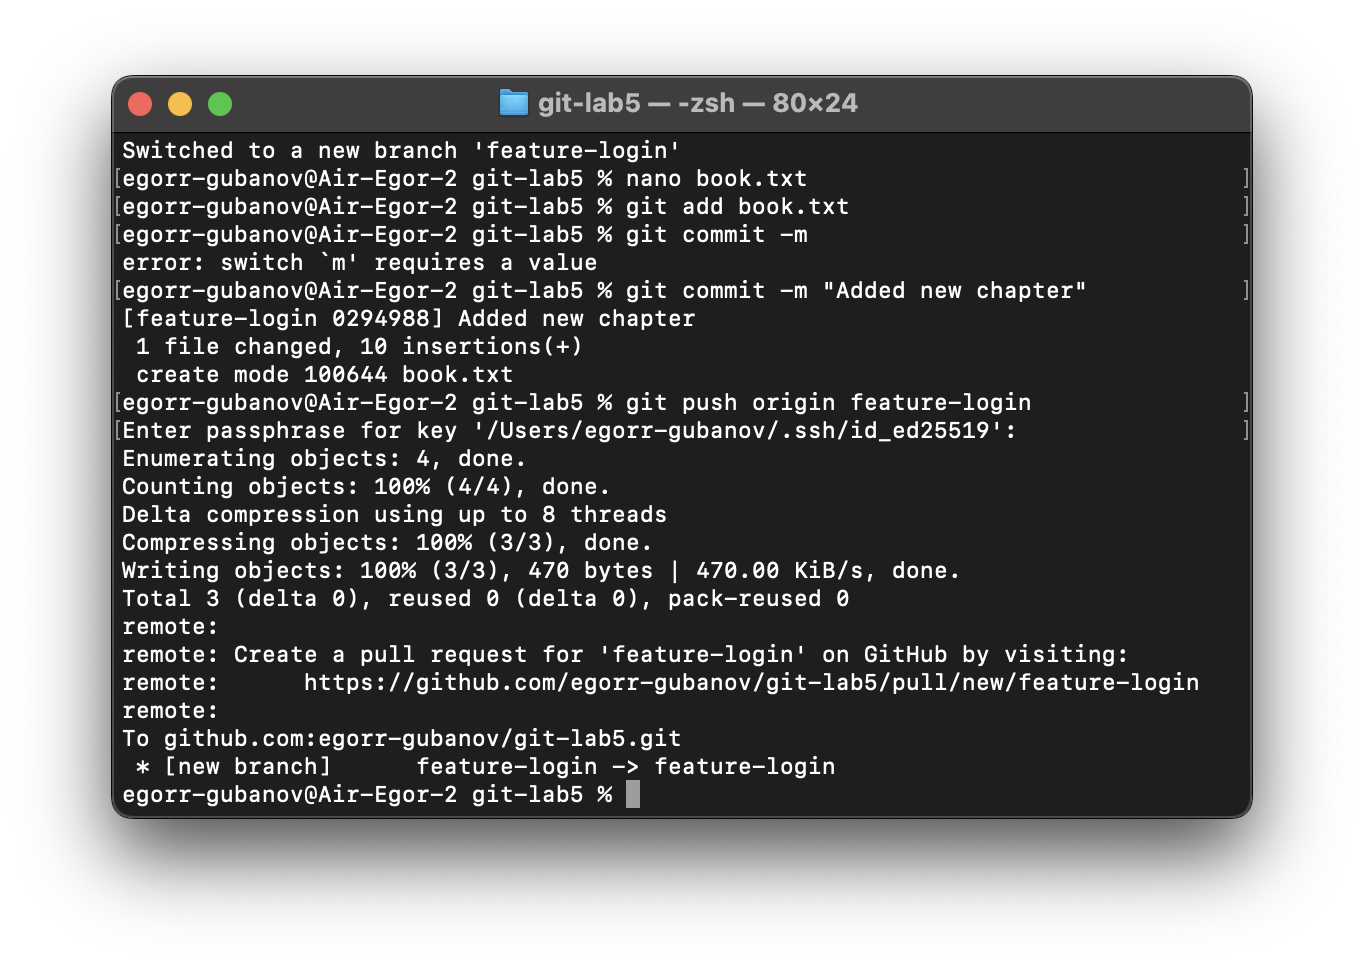 git-lab5 — -zsh — 80×24
Switched to a new branch 'feature-login'
[egorr-gubanov@Air-Egor-2 git-lab5 % nano book.txt ]
[egorr-gubanov@Air-Egor-2 git-lab5 % git add book.txt ]
[egorr-gubanov@Air-Egor-2 git-lab5 % git commit -m ]
error: switch `m' requires a value
[egorr-gubanov@Air-Egor-2 git-lab5 % git commit -m "Added new chapter" ]
[feature-login 0294988] Added new chapter
 1 file changed, 10 insertions(+)
 create mode 100644 book.txt
[egorr-gubanov@Air-Egor-2 git-lab5 % git push origin feature-login ]
[Enter passphrase for key '/Users/egorr-gubanov/.ssh/id_ed25519': ]
Enumerating objects: 4, done.
Counting objects: 100% (4/4), done.
Delta compression using up to 8 threads
Compressing objects: 100% (3/3), done.
Writing objects: 100% (3/3), 470 bytes | 470.00 KiB/s, done.
Total 3 (delta 0), reused 0 (delta 0), pack-reused 0
remote:
remote: Create a pull request for 'feature-login' on GitHub by visiting:
remote:      https://github.com/egorr-gubanov/git-lab5/pull/new/feature-login
remote:
To github.com:egorr-gubanov/git-lab5.git
 * [new branch]      feature-login -> feature-login
egorr-gubanov@Air-Egor-2 git-lab5 %